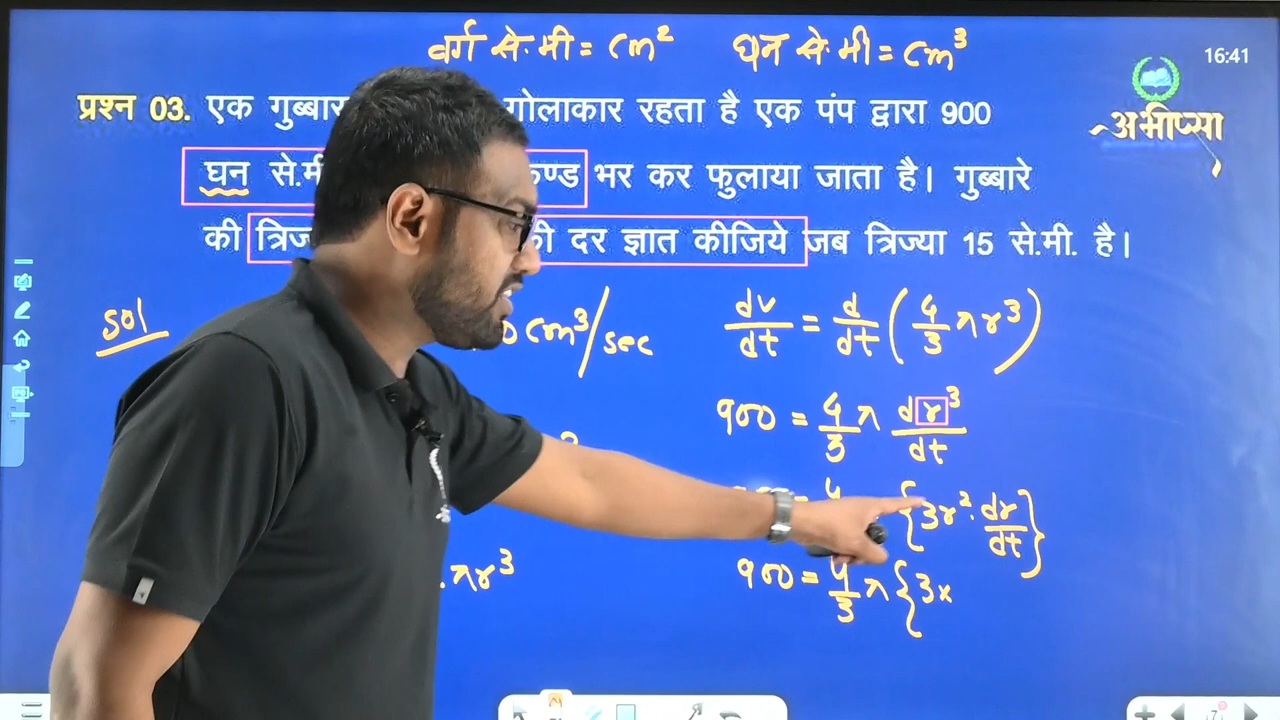 वर्ग से.मी = cm² घन से.मी = cm³
16:41
अभीप्सा
प्रश्न 03. एक गोलाकार रहता है एक पंप द्वारा 900
घन भर कर फुलाया जाता है। गुब्बारे
की दर ज्ञात कीजिये जब त्रिज्या 15 से.मी. है।
sol
cm³/sec
πr³
dv/dt = d/dt (4/3 πr³)
900 = 4/3 π dr³/dt
{3r². dr/dt}
900 = 4/3 π {3×